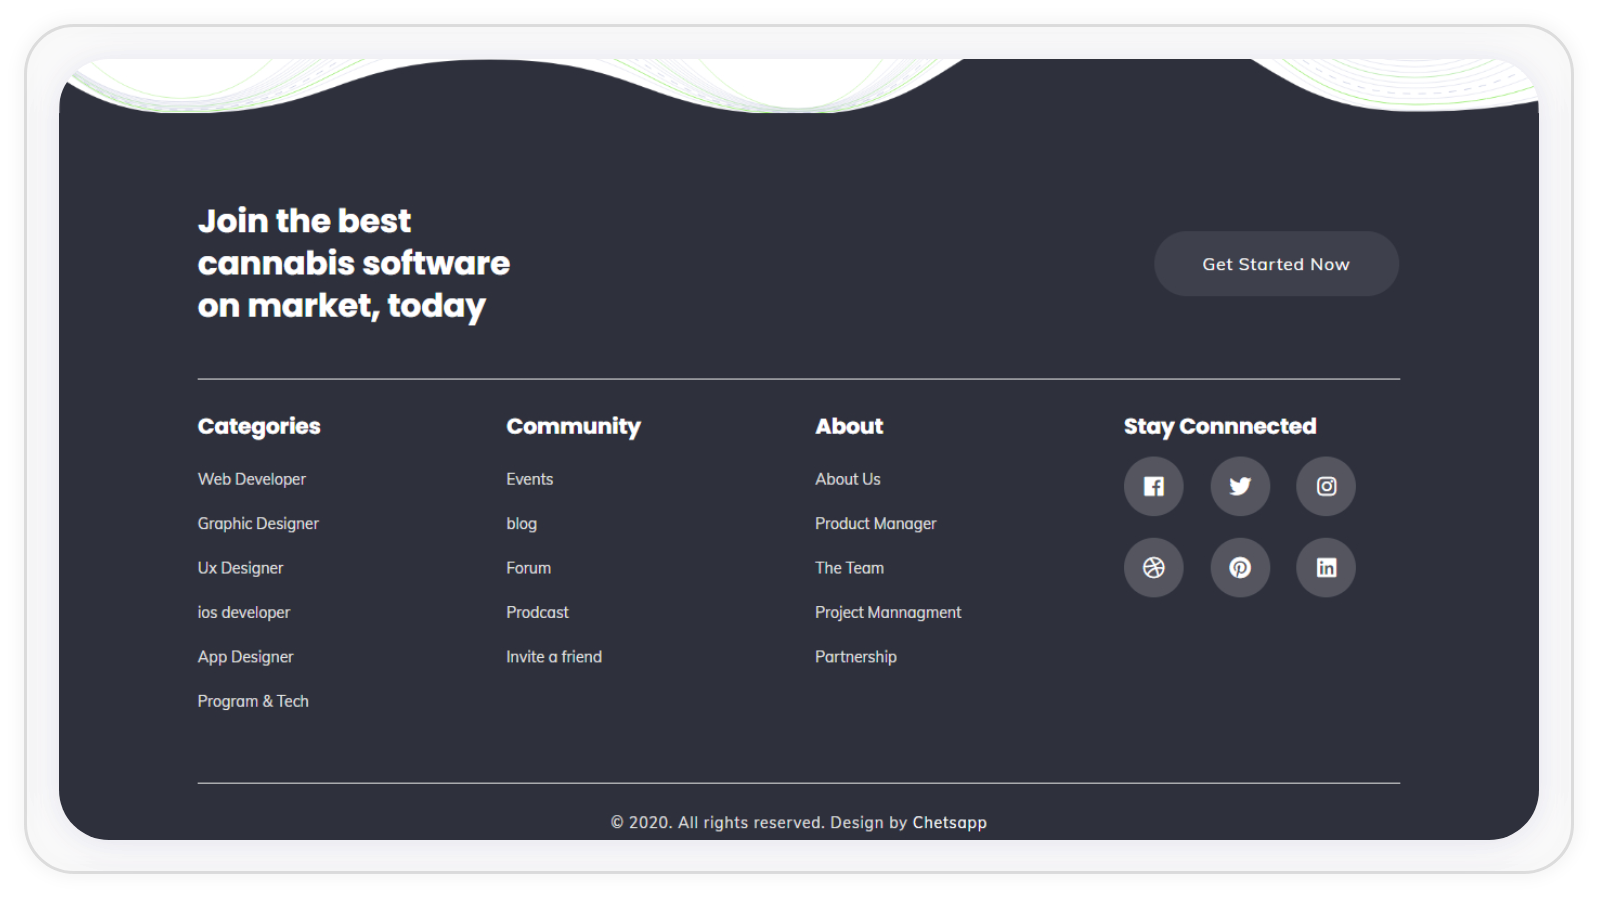 Join the best
cannabis software
on market, today
Get Started Now
Categories
Web Developer
Graphic Designer
Ux Designer
ios developer
App Designer
Program & Tech
Community
Events
blog
Forum
Prodcast
Invite a friend
About
About Us
Product Manager
The Team
Project Mannagment
Partnership
Stay Connnected
© 2020. All rights reserved. Design by Chetsapp